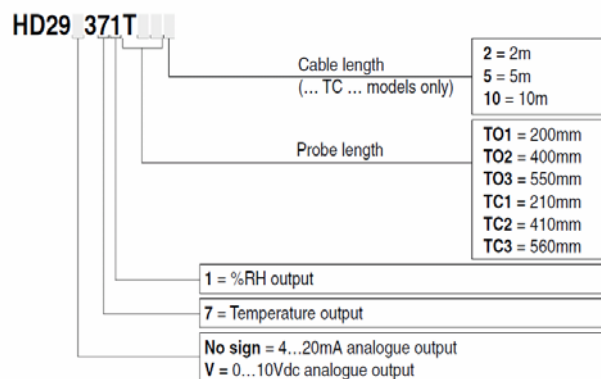 HD29 371T
Cable length
(... TC ... models only)
2 = 2m
5 = 5m
10 = 10m
Probe length
TO1 = 200mm
TO2 = 400mm
TO3 = 550mm
TC1 = 210mm
TC2 = 410mm
TC3 = 560mm
1 = %RH output
7 = Temperature output
No sign = 4...20mA analogue output
V = 0...10Vdc analogue output